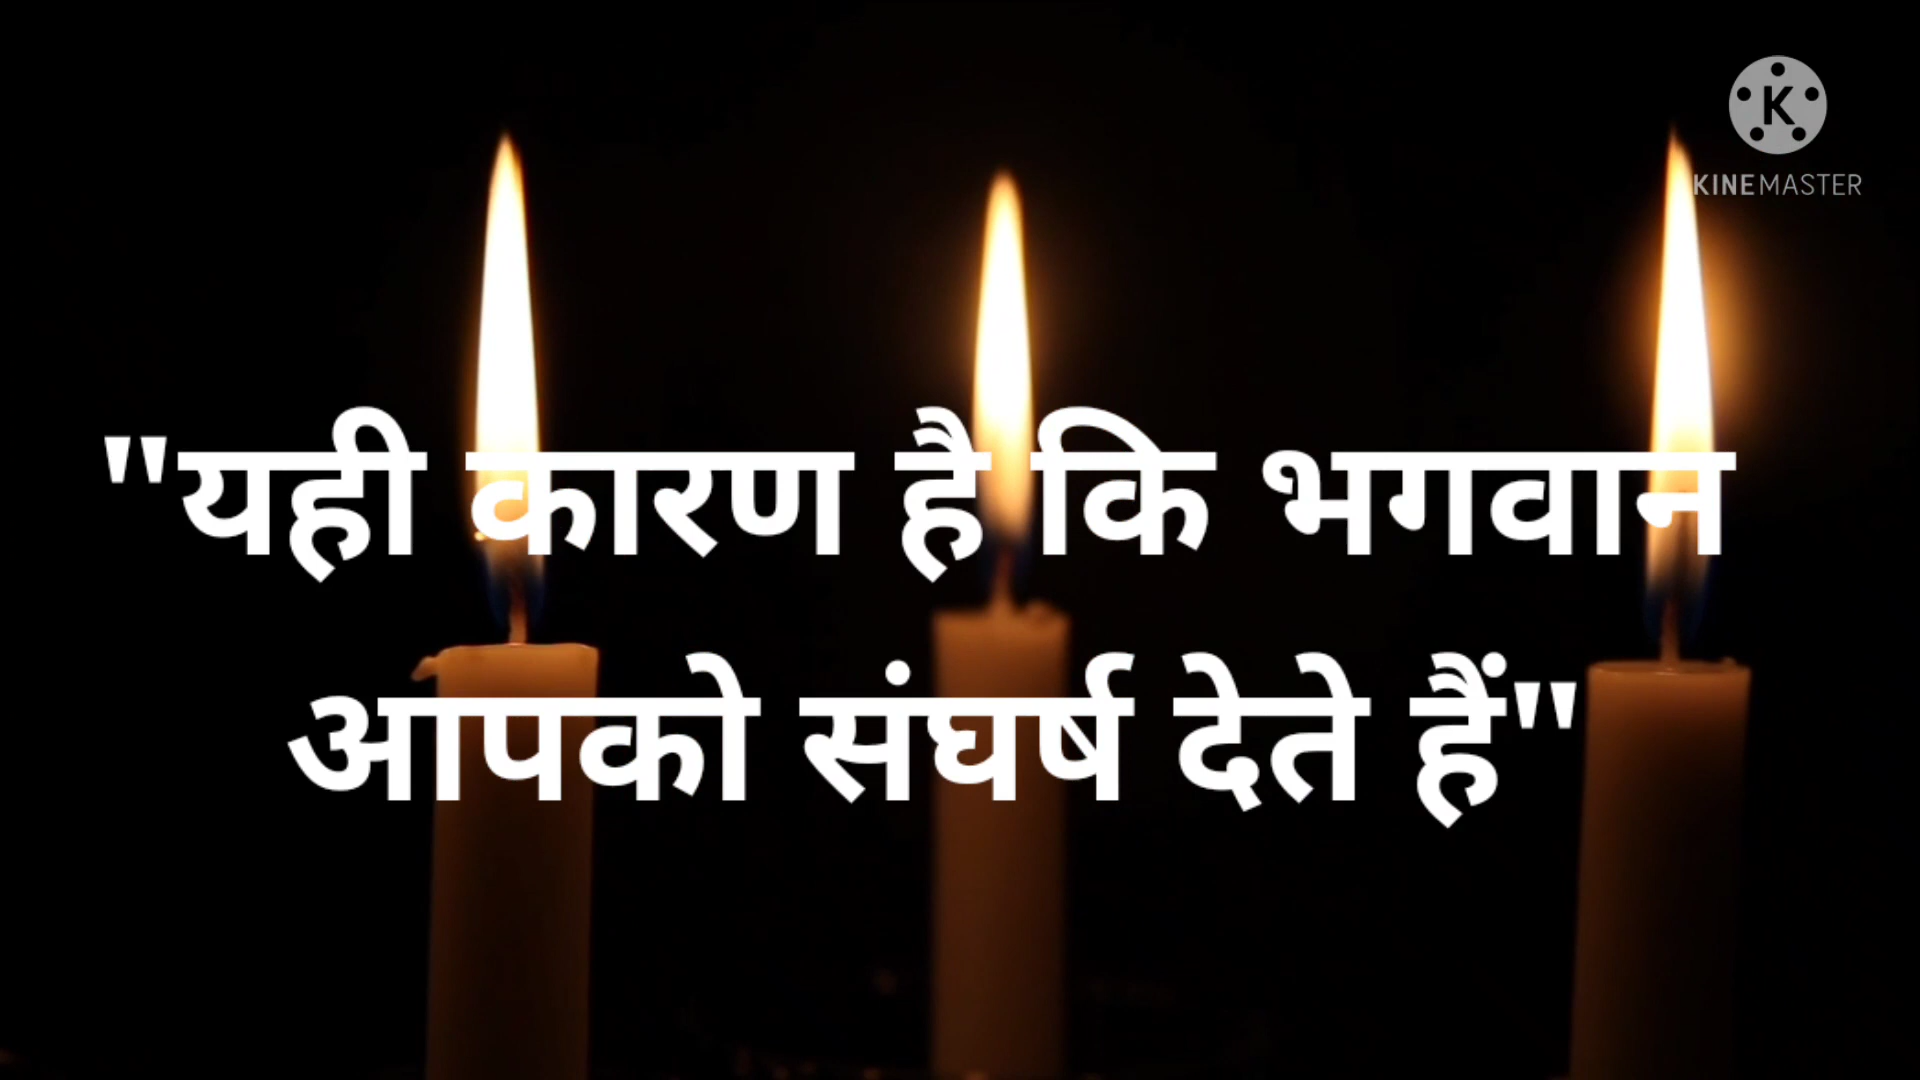 K
KINEMASTER
"यही कारण है कि भगवान
आपको संघर्ष देते हैं"